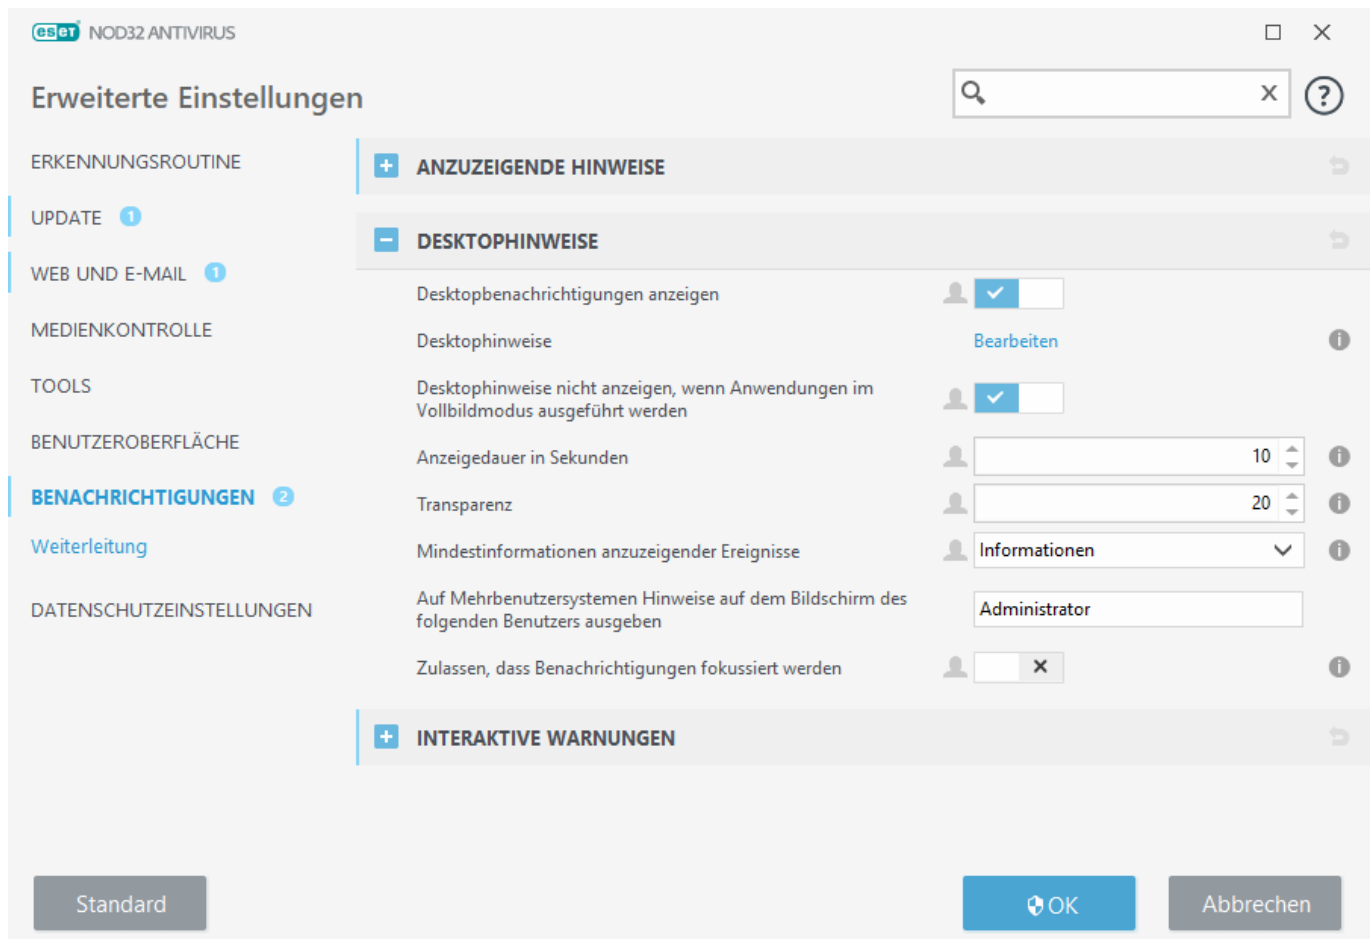 eset NOD32 ANTIVIRUS
Erweiterte Einstellungen
ERKENNUNGSROUTINE
UPDATE 1
WEB UND E-MAIL 1
MEDIENKONTROLLE
TOOLS
BENUTZEROBERFLÄCHE
BENACHRICHTIGUNGEN 2
Weiterleitung
DATENSCHUTZEINSTELLUNGEN
ANZUZEIGENDE HINWEISE
DESKTOPHINWEISE
Desktopbenachrichtigungen anzeigen
Desktophinweise Bearbeiten
Desktophinweise nicht anzeigen, wenn Anwendungen im
Vollbildmodus ausgeführt werden
Anzeigedauer in Sekunden 10
Transparenz 20
Mindestinformationen anzuzeigender Ereignisse Informationen
Auf Mehrbenutzersystemen Hinweise auf dem Bildschirm des
folgenden Benutzers ausgeben Administrator
Zulassen, dass Benachrichtigungen fokussiert werden
INTERAKTIVE WARNUNGEN
Standard
OK
Abbrechen